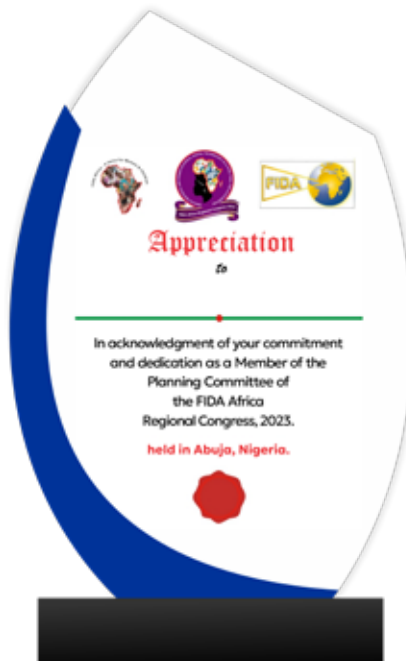 FIDA
Appreciation
to
In acknowledgment of your commitment
and dedication as a Member of the
Planning Committee of
the FIDA Africa
Regional Congress, 2023.
held in Abuja, Nigeria.